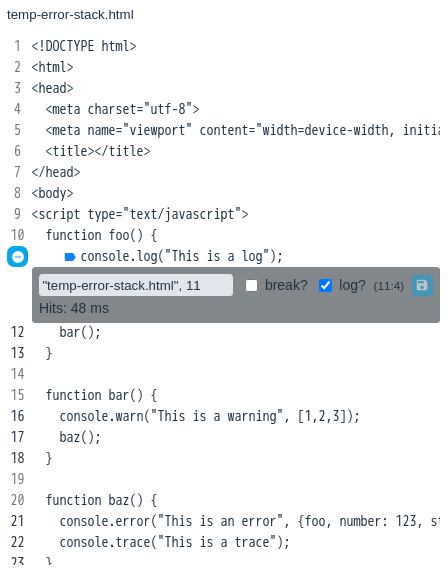 temp-error-stack.html
1 <!DOCTYPE html>
2 <html>
3 <head>
4   <meta charset="utf-8">
5   <meta name="viewport" content="width=device-width, initia
6   <title></title>
7 </head>
8 <body>
9 <script type="text/javascript">
10   function foo() {
console.log("This is a log");
"temp-error-stack.html", 11 break? log? (11:4)
Hits: 48 ms
12     bar();
13   }
14
15   function bar() {
16     console.warn("This is a warning", [1,2,3]);
17     baz();
18   }
19
20   function baz() {
21     console.error("This is an error", {foo, number: 123, st
22     console.trace("This is a trace");
23   }